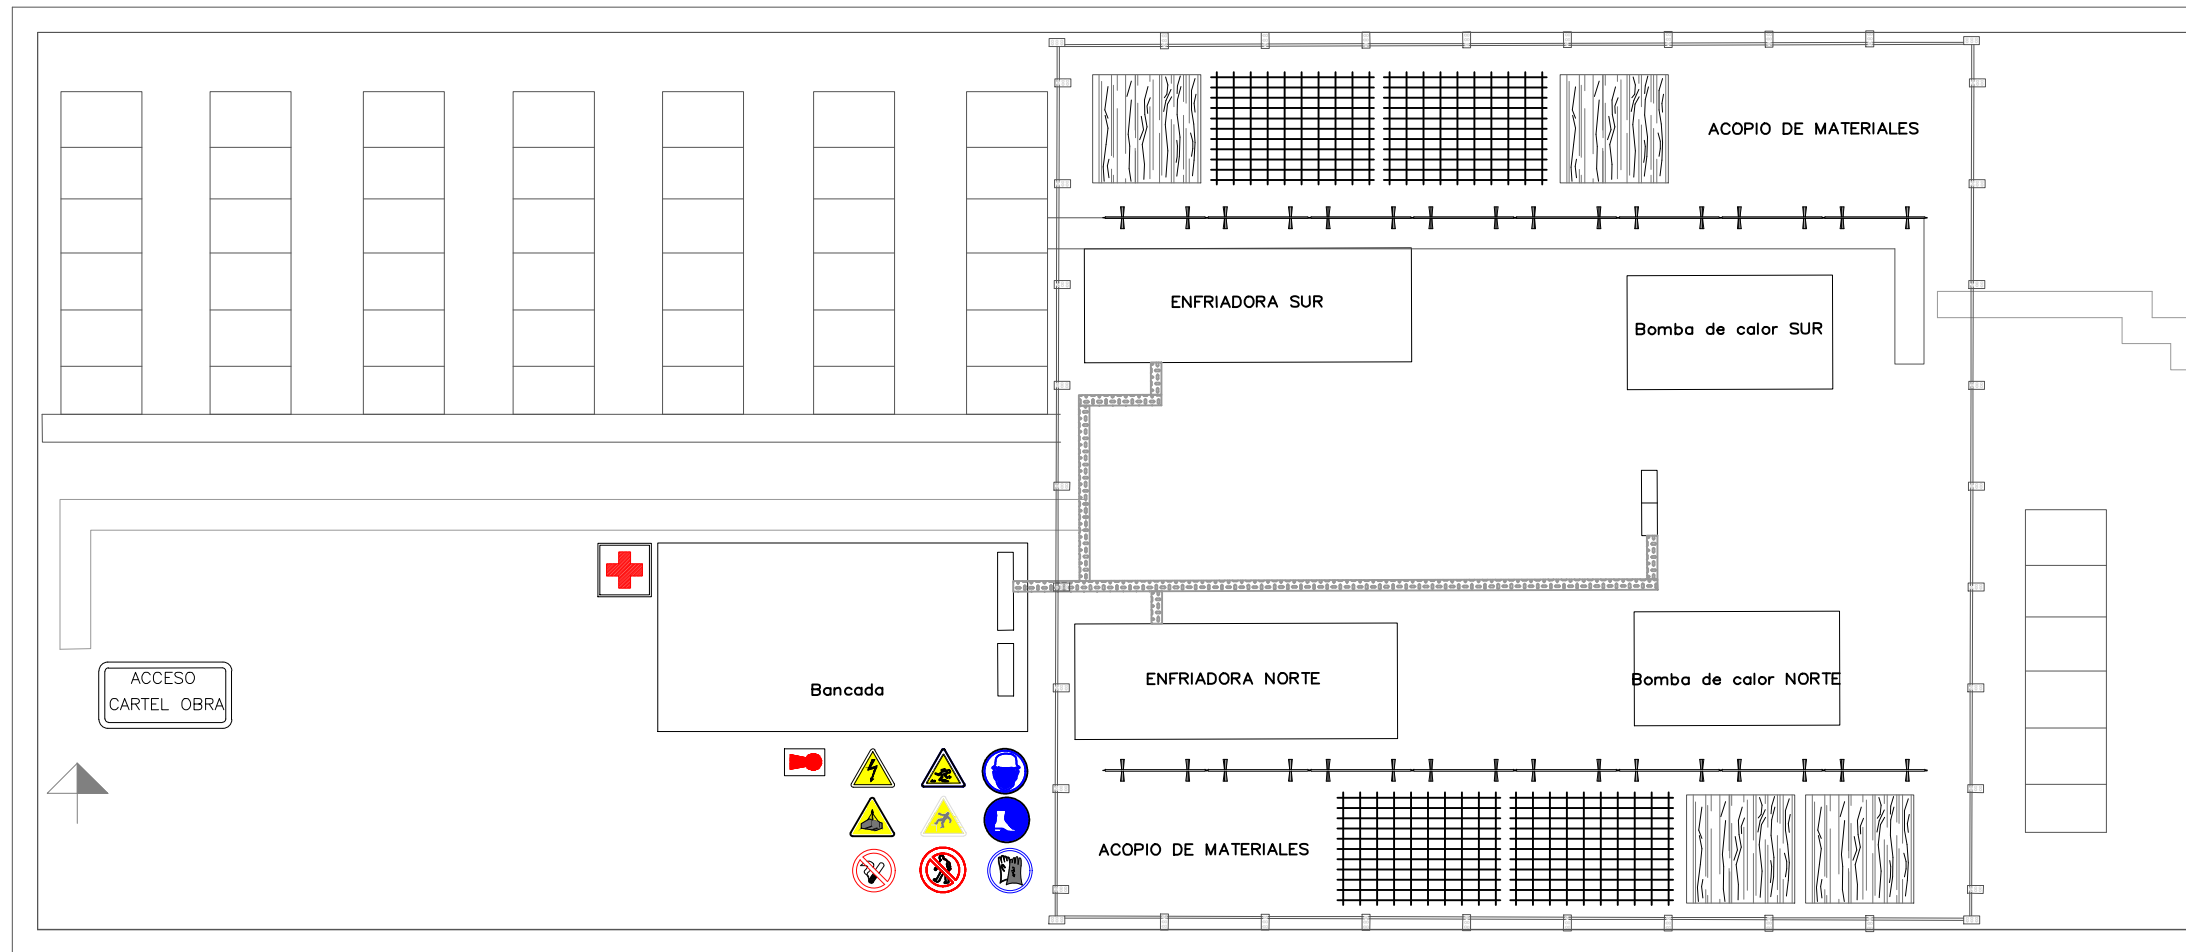 ACOPIO DE MATERIALES
ENFRIADORA SUR
Bomba de calor SUR
ACCESO
CARTEL OBRA
Bancada
ENFRIADORA NORTE
Bomba de calor NORTE
ACOPIO DE MATERIALES